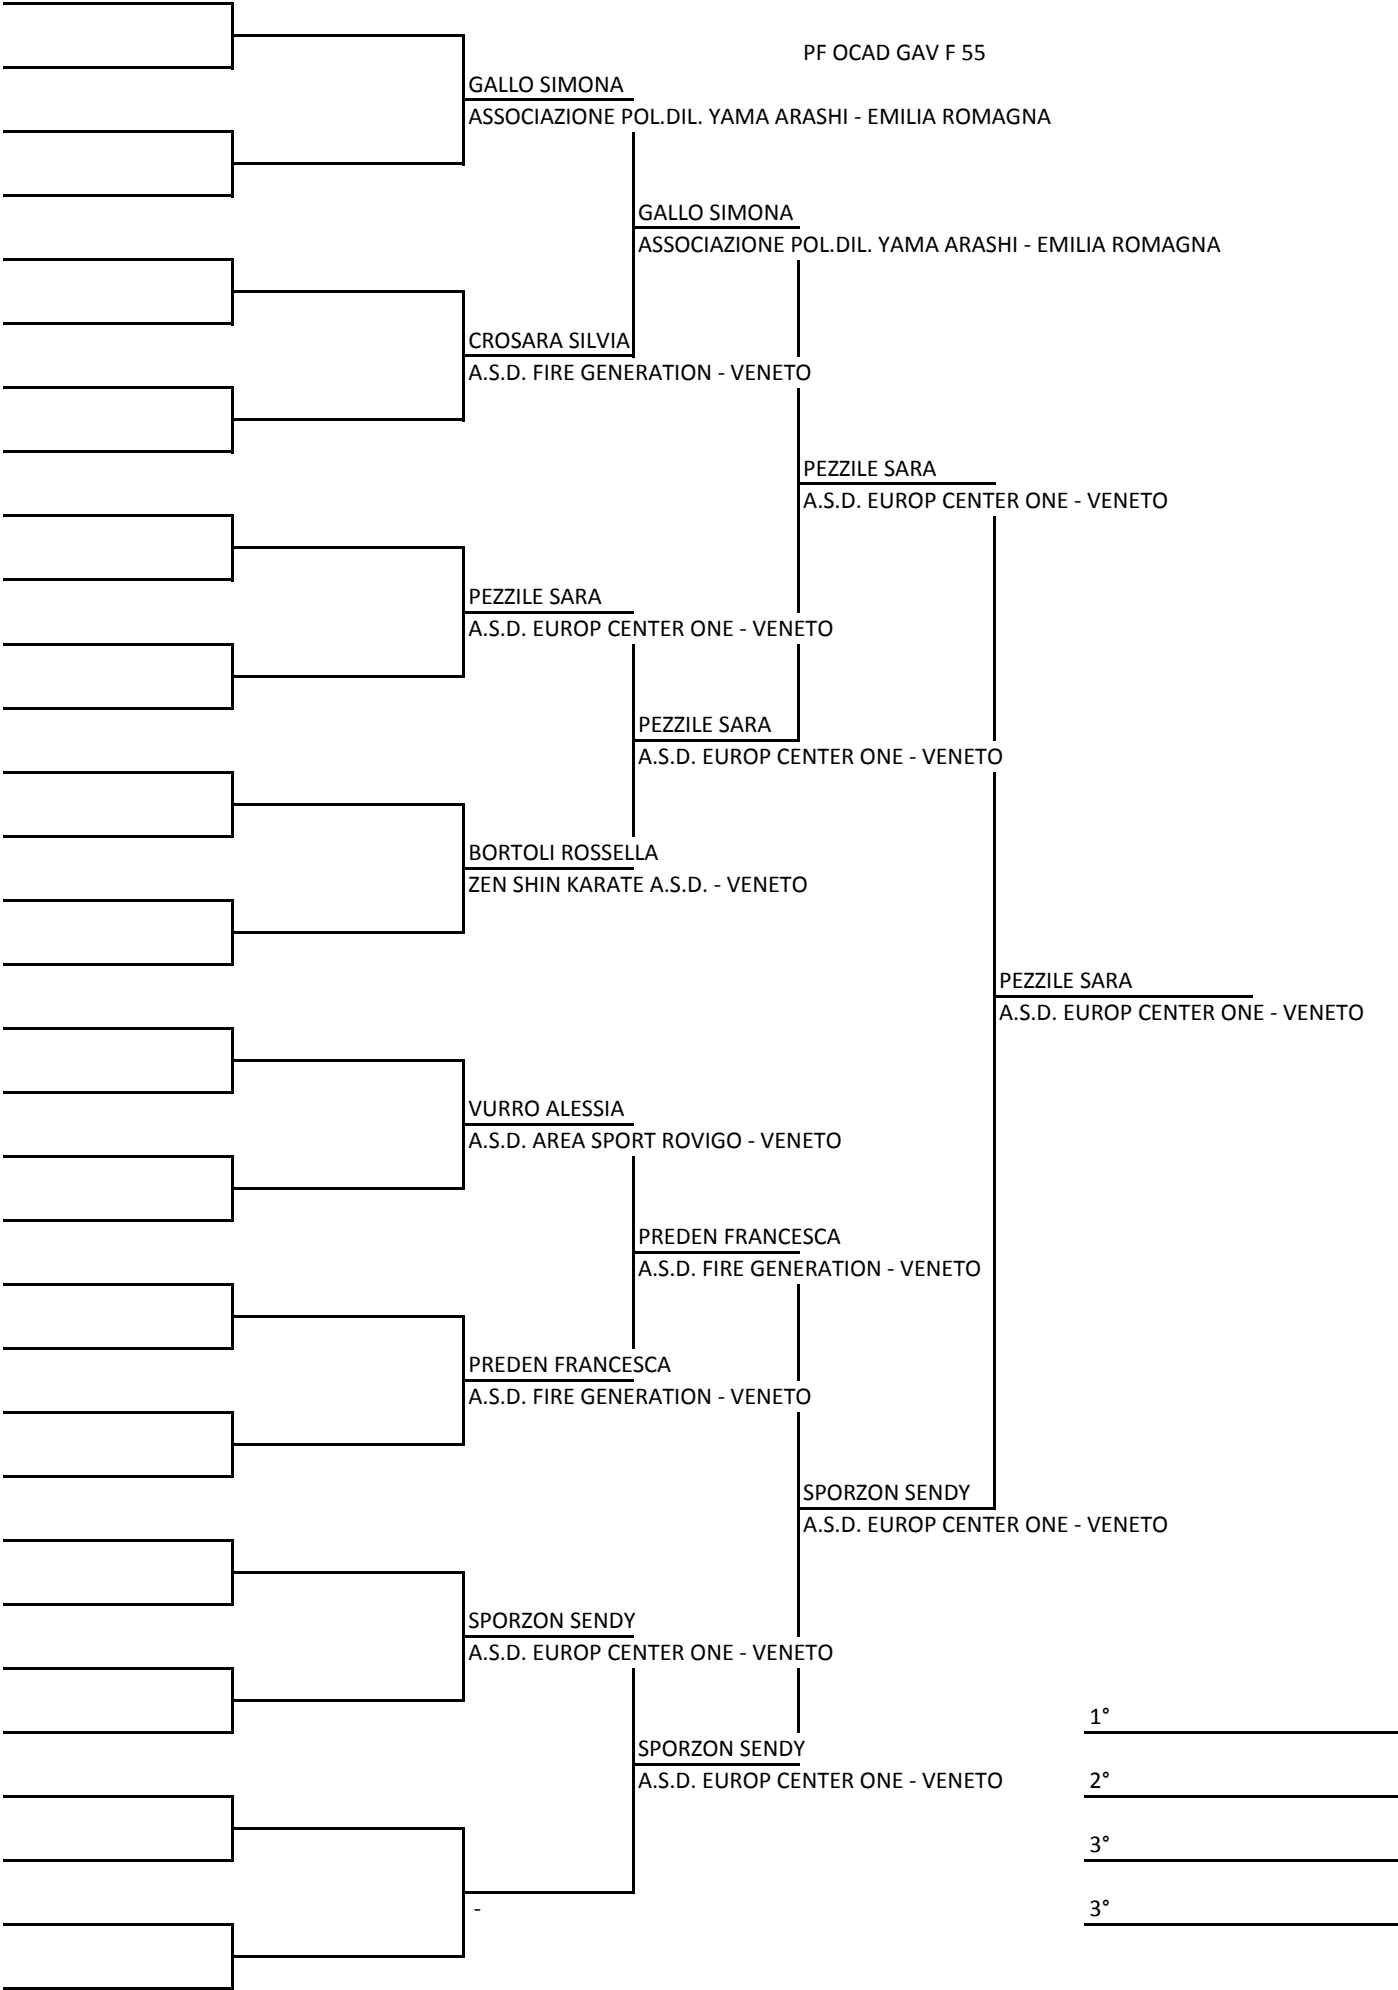 PF OCAD GAV F 55
GALLO SIMONA
ASSOCIAZIONE POL.DIL. YAMA ARASHI - EMILIA ROMAGNA
GALLO SIMONA
ASSOCIAZIONE POL.DIL. YAMA ARASHI - EMILIA ROMAGNA
CROSARA SILVIA
A.S.D. FIRE GENERATION - VENETO
PEZZILE SARA
A.S.D. EUROP CENTER ONE - VENETO
PEZZILE SARA
A.S.D. EUROP CENTER ONE - VENETO
PEZZILE SARA
A.S.D. EUROP CENTER ONE - VENETO
BORTOLI ROSSELLA
ZEN SHIN KARATE A.S.D. - VENETO
PEZZILE SARA
A.S.D. EUROP CENTER ONE - VENETO
VURRO ALESSIA
A.S.D. AREA SPORT ROVIGO - VENETO
PREDEN FRANCESCA
A.S.D. FIRE GENERATION - VENETO
PREDEN FRANCESCA
A.S.D. FIRE GENERATION - VENETO
SPORZON SENDY
A.S.D. EUROP CENTER ONE - VENETO
SPORZON SENDY
A.S.D. EUROP CENTER ONE - VENETO
1°
SPORZON SENDY
A.S.D. EUROP CENTER ONE - VENETO
2°
3°
-
3°